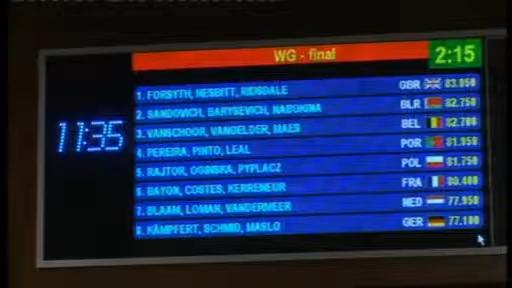 WG - final 2:15
11:35
1. FORSYTH, NESBITT, RIDSDALE GBR 83.050
2. SANDOVICH, BARYSEVICH, NABOKINA BLR 82.750
3. VANSCHOOR, VANGELDER, MAES BEL 82.700
4. PEREIRA, PINTO, LEAL POR 81.950
5. RAJTOR, OGINSKA, PYPLACZ POL 81.750
6. BAYON, COSTES, KERRENEUR FRA 80.400
7. BLAAM, LOMAN, VANDERMEER NED 77.950
8. KÄMPFERT, SCHMID, MASLO GER 77.100